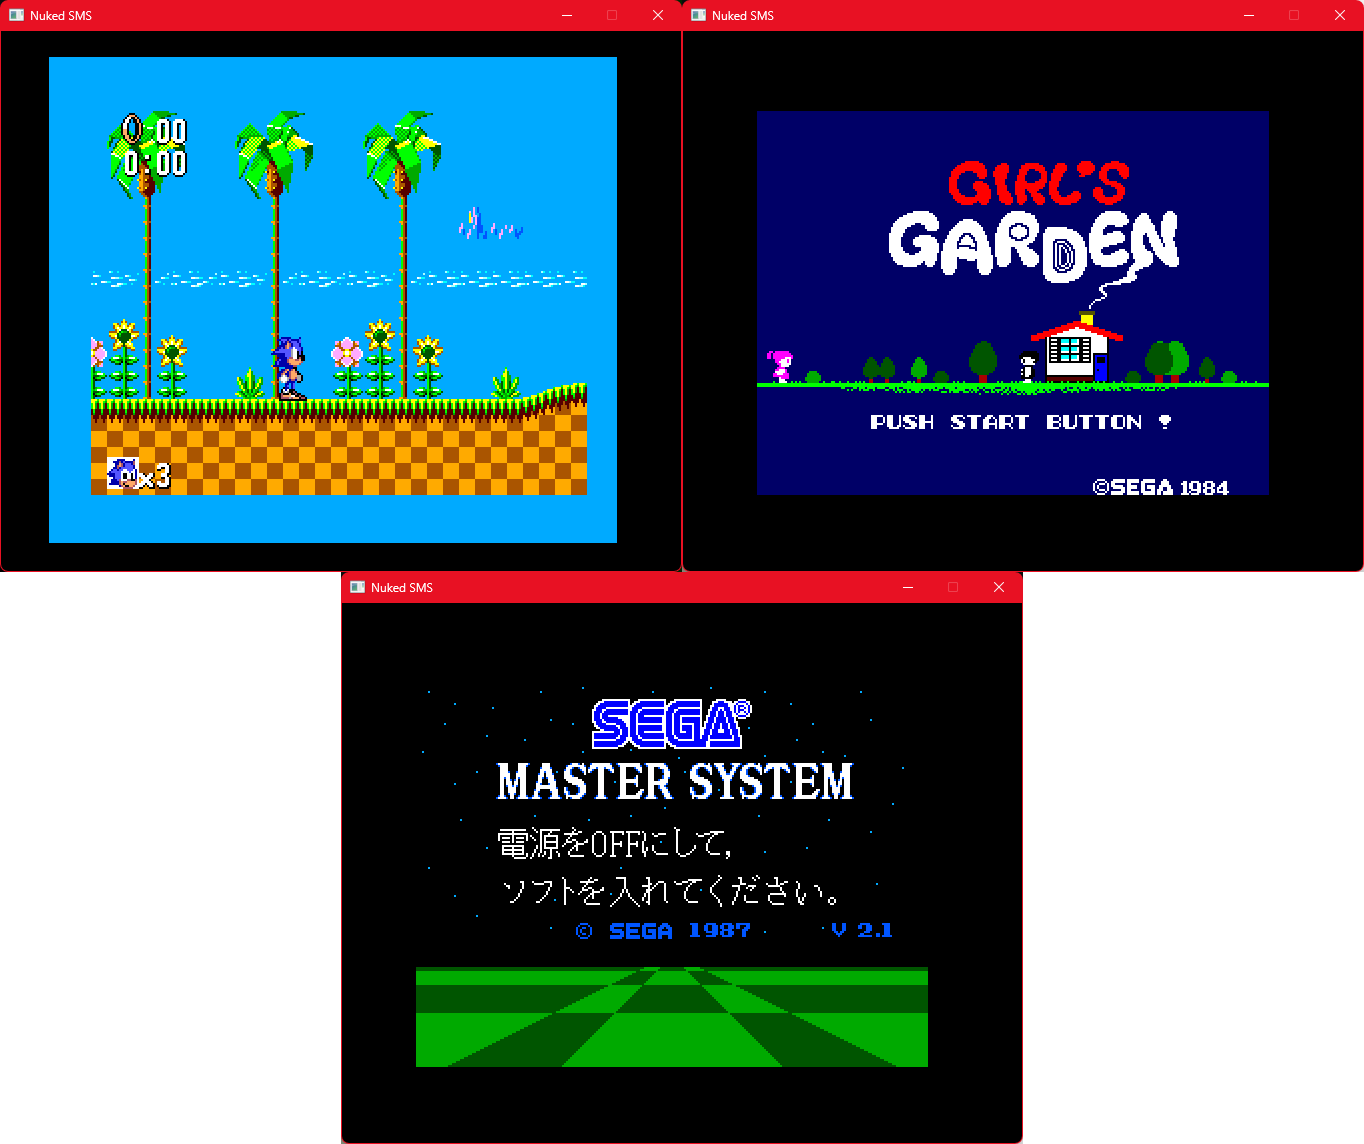 Nuked SMS
0 00
0:00
×3
Nuked SMS
GIRL'S
GARDEN
PUSH START BUTTON !
©SEGA 1984
Nuked SMS
SEGA®
MASTER SYSTEM
電源をOFFにして,
ソフトを入れてください。
© SEGA 1987 V 2.1